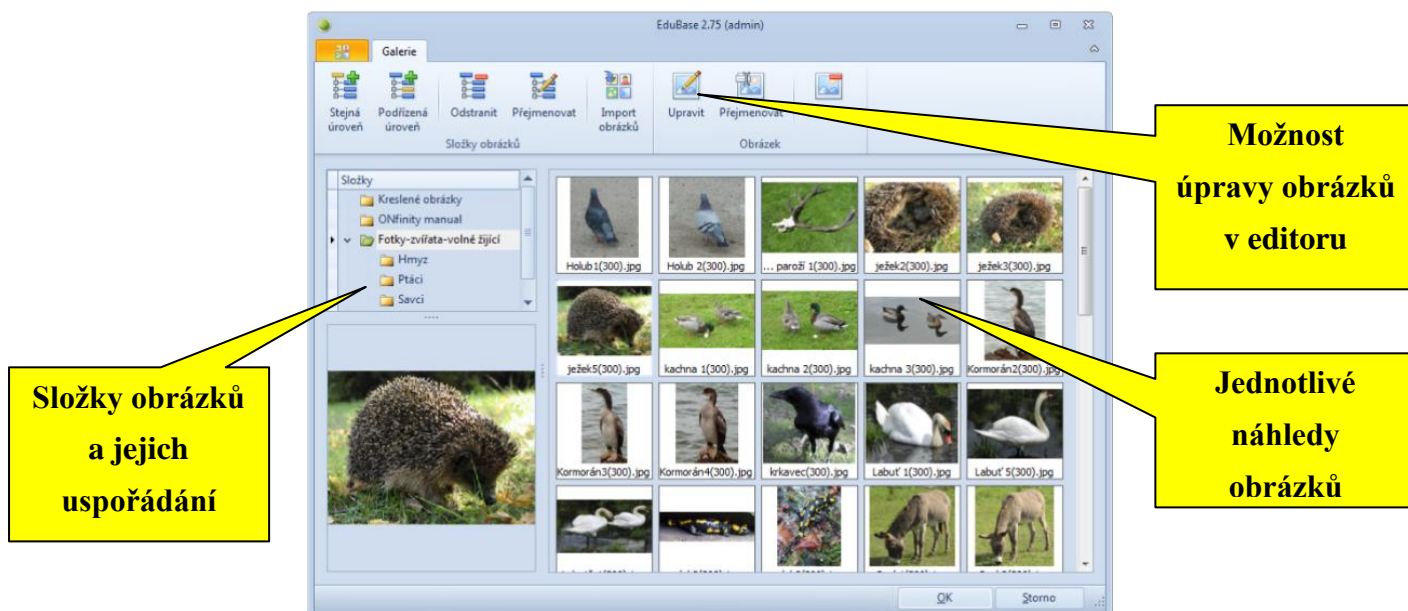 EduBase 2.75 (admin)
Galerie
Stejná úroveň
Podřízená úroveň
Odstranit
Přejmenovat
Import obrázků
Upravit
Přejmenovat
Složky obrázků
Obrázek
Možnost
úpravy obrázků
v editoru
Složky
Kreslené obrázky
ONfinity manual
Fotky-zvířata-volné žijící
Hmyz
Ptáci
Savci
Holub1(300).jpg
Holub 2(300).jpg
... paroží 1(300).jpg
ježek2(300).jpg
ježek3(300).jpg
ježek5(300).jpg
kachna 1(300).jpg
kachna 2(300).jpg
kachna 3(300).jpg
Kormorán2(300).jpg
Složky obrázků
a jejich
uspořádání
Jednotlivé
náhledy
obrázků
Kormorán3(300).jpg
Kormorán4(300).jpg
krkavec(300).jpg
Labuť 1(300).jpg
Labuť 5(300).jpg
OK
Storno